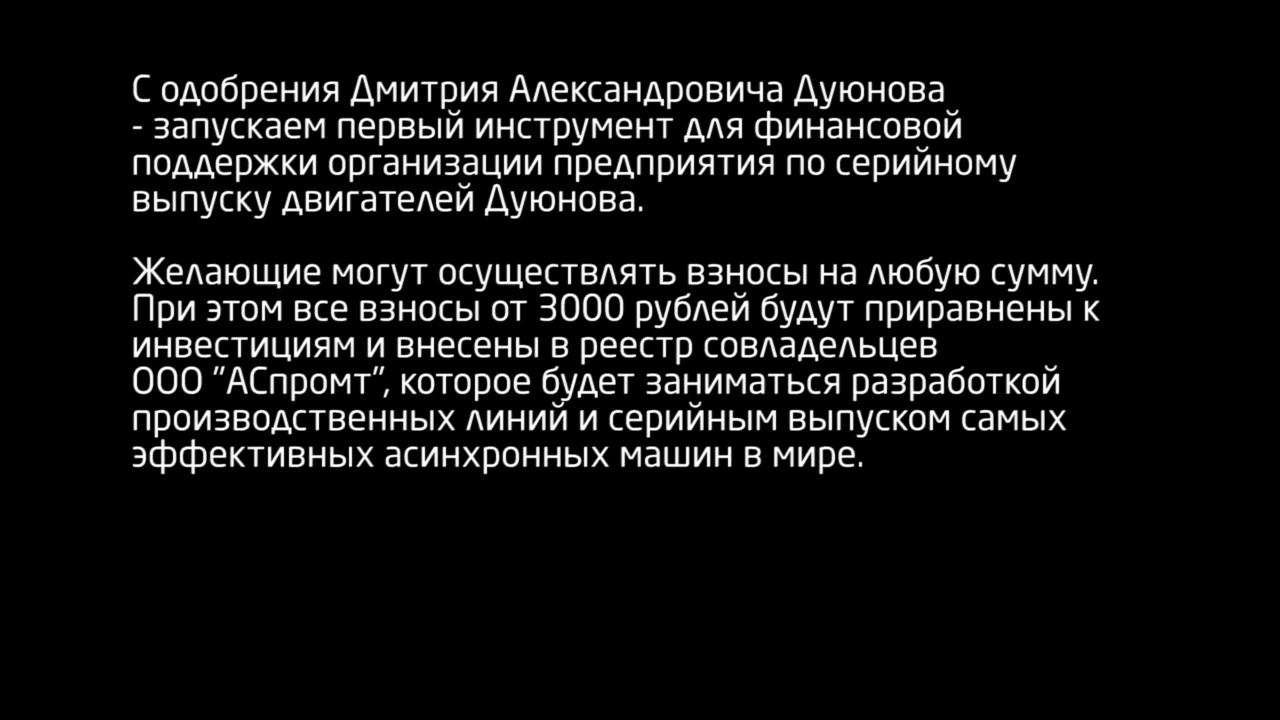 С одобрения Дмитрия Александровича Дуюнова
- запускаем первый инструмент для финансовой
поддержки организации предприятия по серийному
выпуску двигателей Дуюнова.
Желающие могут осуществлять взносы на любую сумму.
При этом все взносы от 3000 рублей будут приравнены к
инвестициям и внесены в реестр совладельцев
ООО "АСпромт", которое будет заниматься разработкой
производственных линий и серийным выпуском самых
эффективных асинхронных машин в мире.